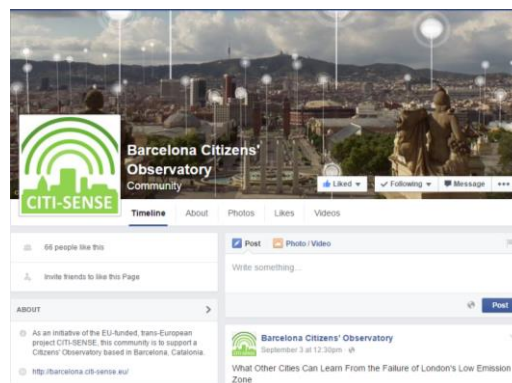 Barcelona Citizens'
Observatory
Community
CITI-SENSE
Liked
Following
Message
Timeline
About
Photos
Likes
Videos
66 people like this
Invite friends to like this Page
ABOUT
As an initiative of the EU-funded, trans-European
project CITI-SENSE, this community is to support a
Citizens' Observatory based in Barcelona, Catalonia.
http://barcelona.citi-sense.eu/
Post
Photo / Video
Write something...
Post
Barcelona Citizens' Observatory
September 3 at 12:30pm ·
What Other Cities Can Learn From the Failure of London's Low Emission
Zone